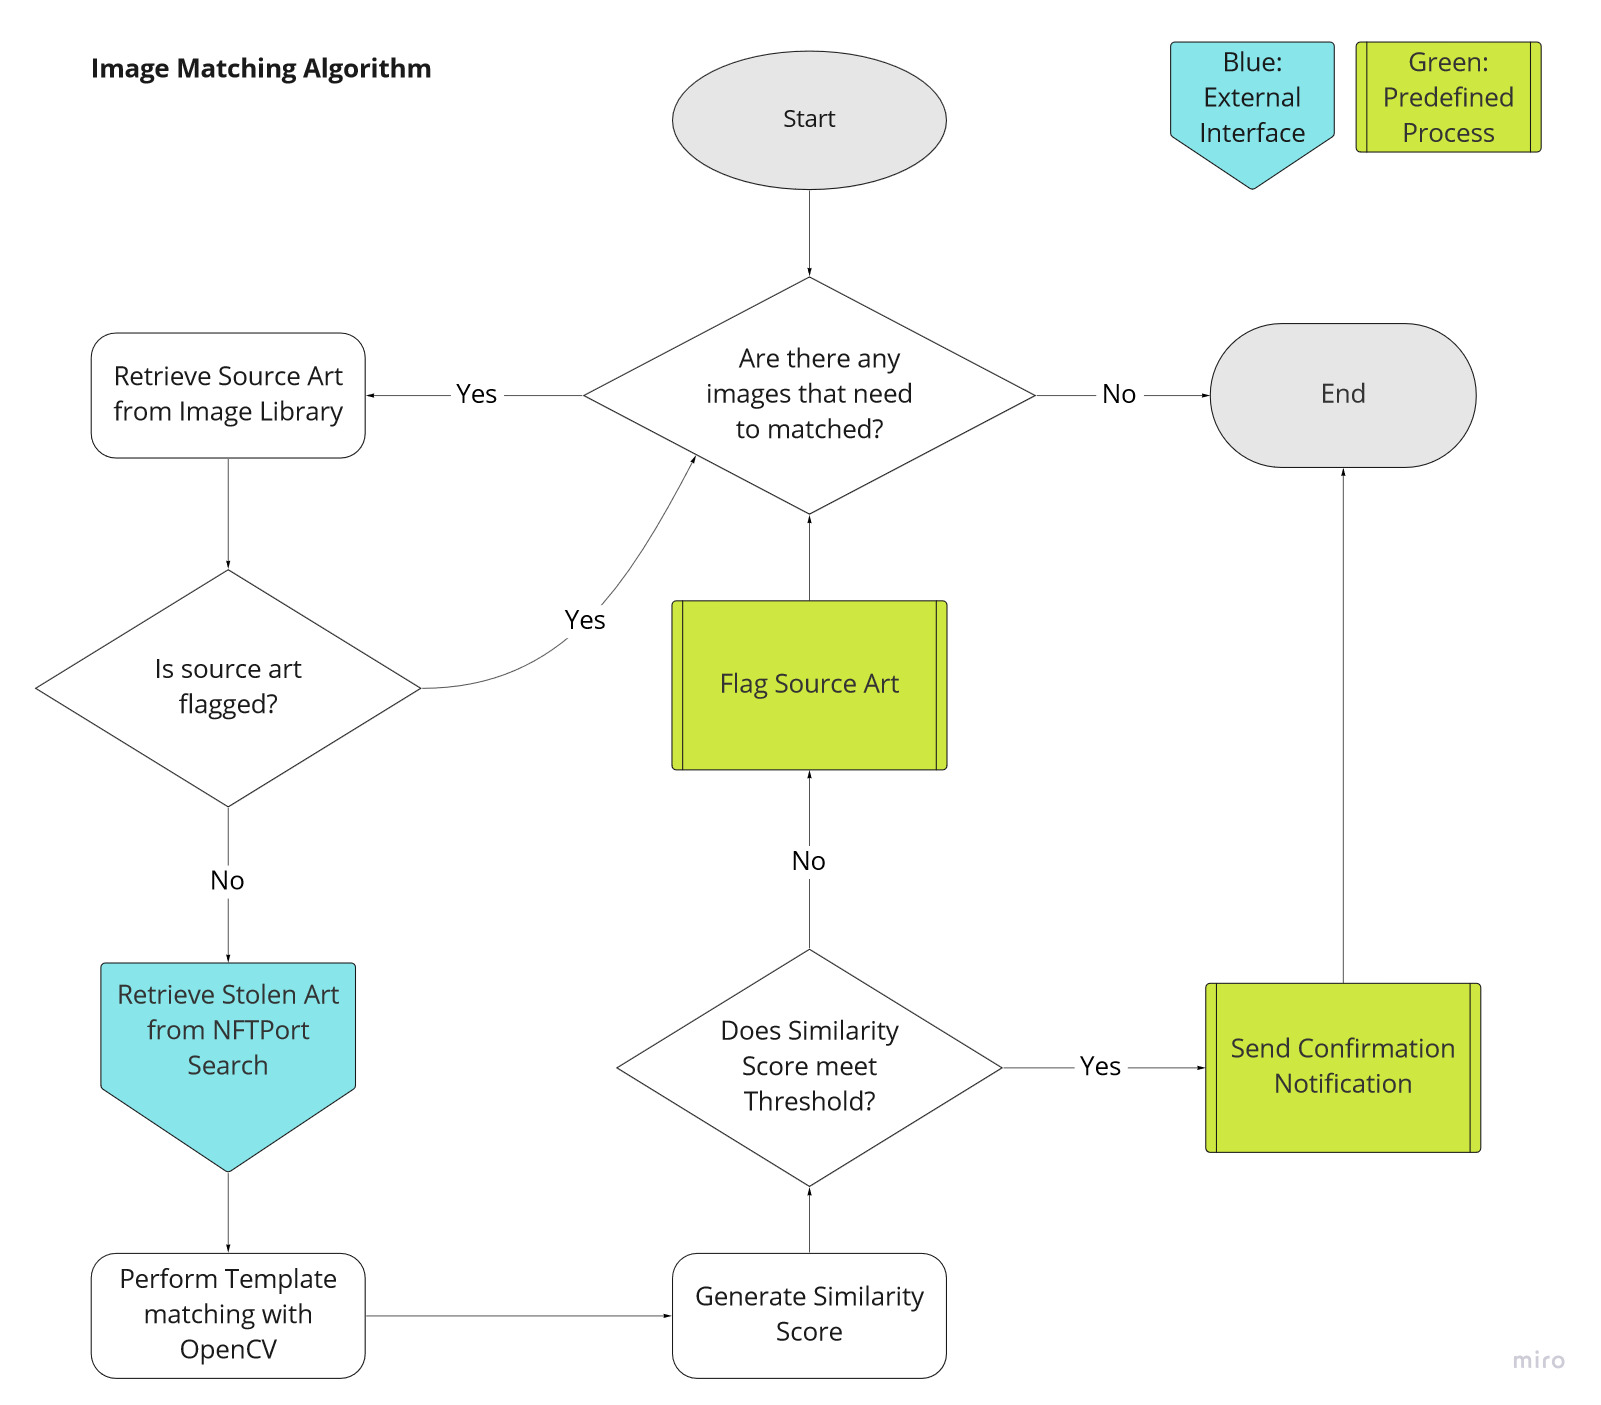 Image Matching Algorithm
Start
Blue:
External
Interface
Green:
Predefined
Process
Retrieve Source Art
from Image Library
Yes
Are there any
images that need
to matched?
No
End
Is source art
flagged?
Yes
Flag Source Art
No
No
Retrieve Stolen Art
from NFTPort
Search
Does Similarity
Score meet
Threshold?
Yes
Send Confirmation
Notification
Perform Template
matching with
OpenCV
Generate Similarity
Score
miro